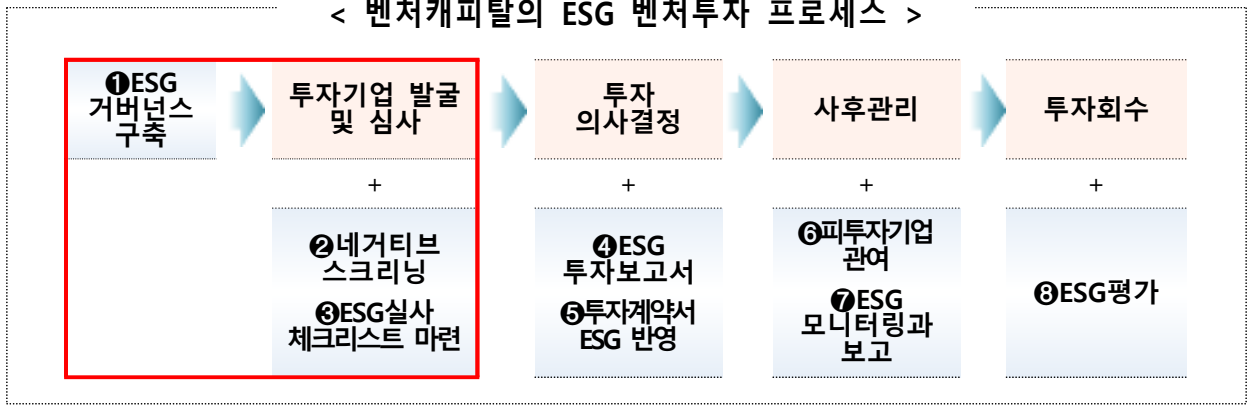 < 벤처캐피탈의 ESG 벤처투자 프로세스 >
❶ESG
거버넌스
구축
투자기업 발굴
및 심사
투자
의사결정
사후관리
투자회수
+
+
+
+
❷네거티브
스크리닝
❸ESG실사
체크리스트 마련
❹ESG
투자보고서
❺투자계약서
ESG 반영
❻피투자기업
관여
❼ESG
모니터링과
보고
❽ESG평가